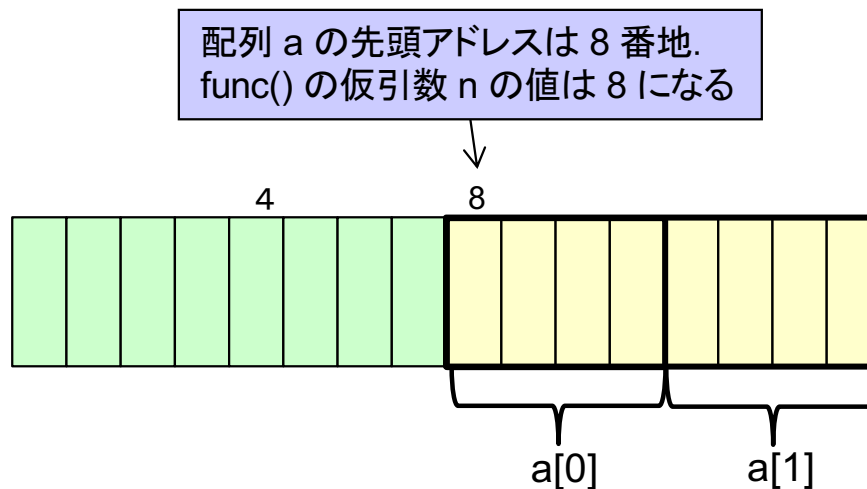 配列 a の先頭アドレスは 8 番地.
func() の仮引数 n の値は 8 になる
4 8
a[0] a[1]